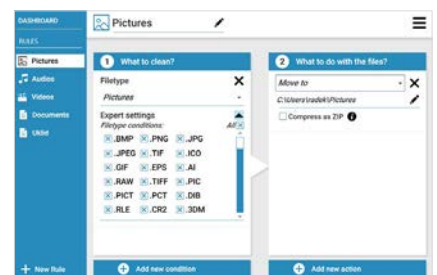 DASHBOARD
Pictures
RULES
Pictures
Audios
Videos
Documents
Uklid
New Rule
1 What to clean?
Filetype
Pictures
Expert settings
Filetype conditions: All
.BMP .PNG .JPG
.JPEG .TIF .ICO
.GIF .EPS .AI
.RAW .TIFF .PIC
.PICT .PCT .DIB
.RLE .CR2 .3DM
Add new condition
2 What to do with the files?
Move to
C:\Users\radek\Pictures
Compress as ZIP
Add new action